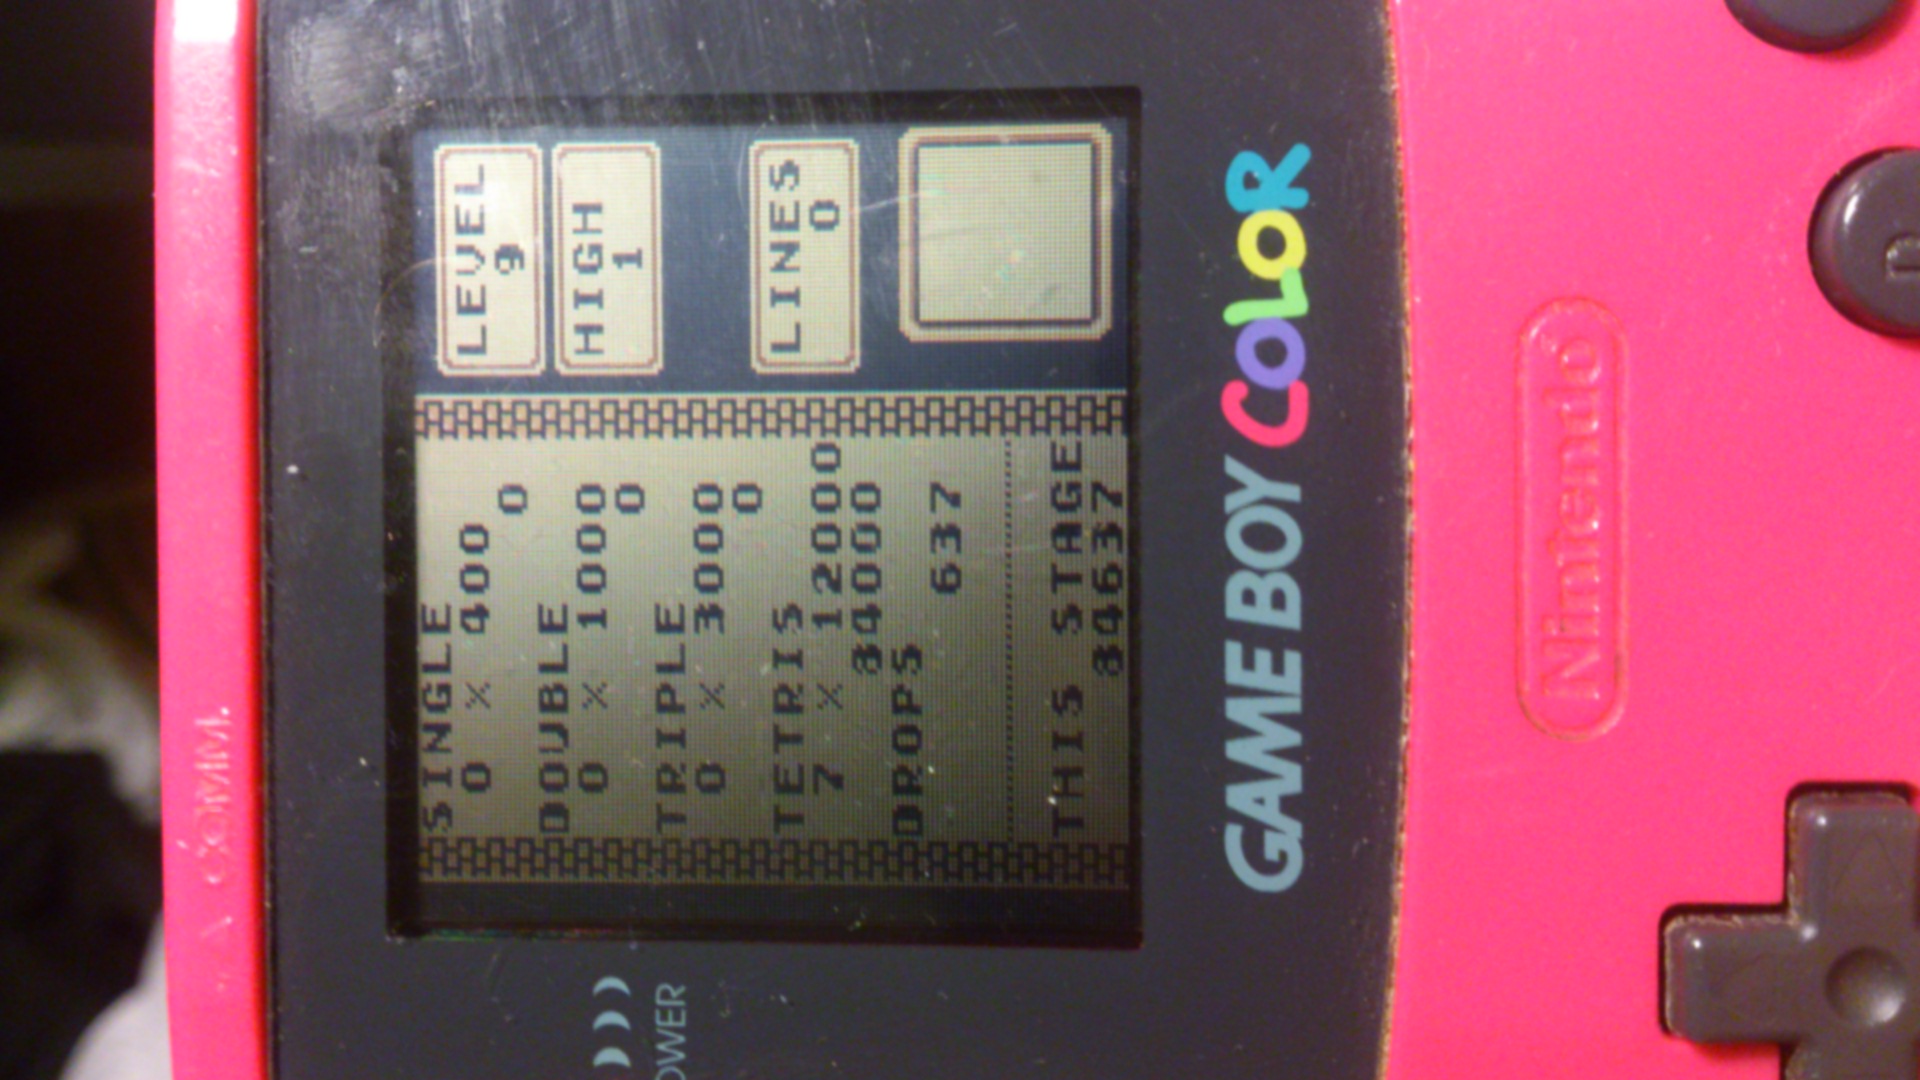 SINGLE
0 × 400
0
DOUBLE
0 × 1000
0
TRIPLE
0 × 3000
0
TETRIS
7 × 12000
84000
DROPS
637
THIS STAGE
84637
LEVEL
9
HIGH
1
LINES
0
COMM.
OWER
GAME BOY COLOR
Nintendo